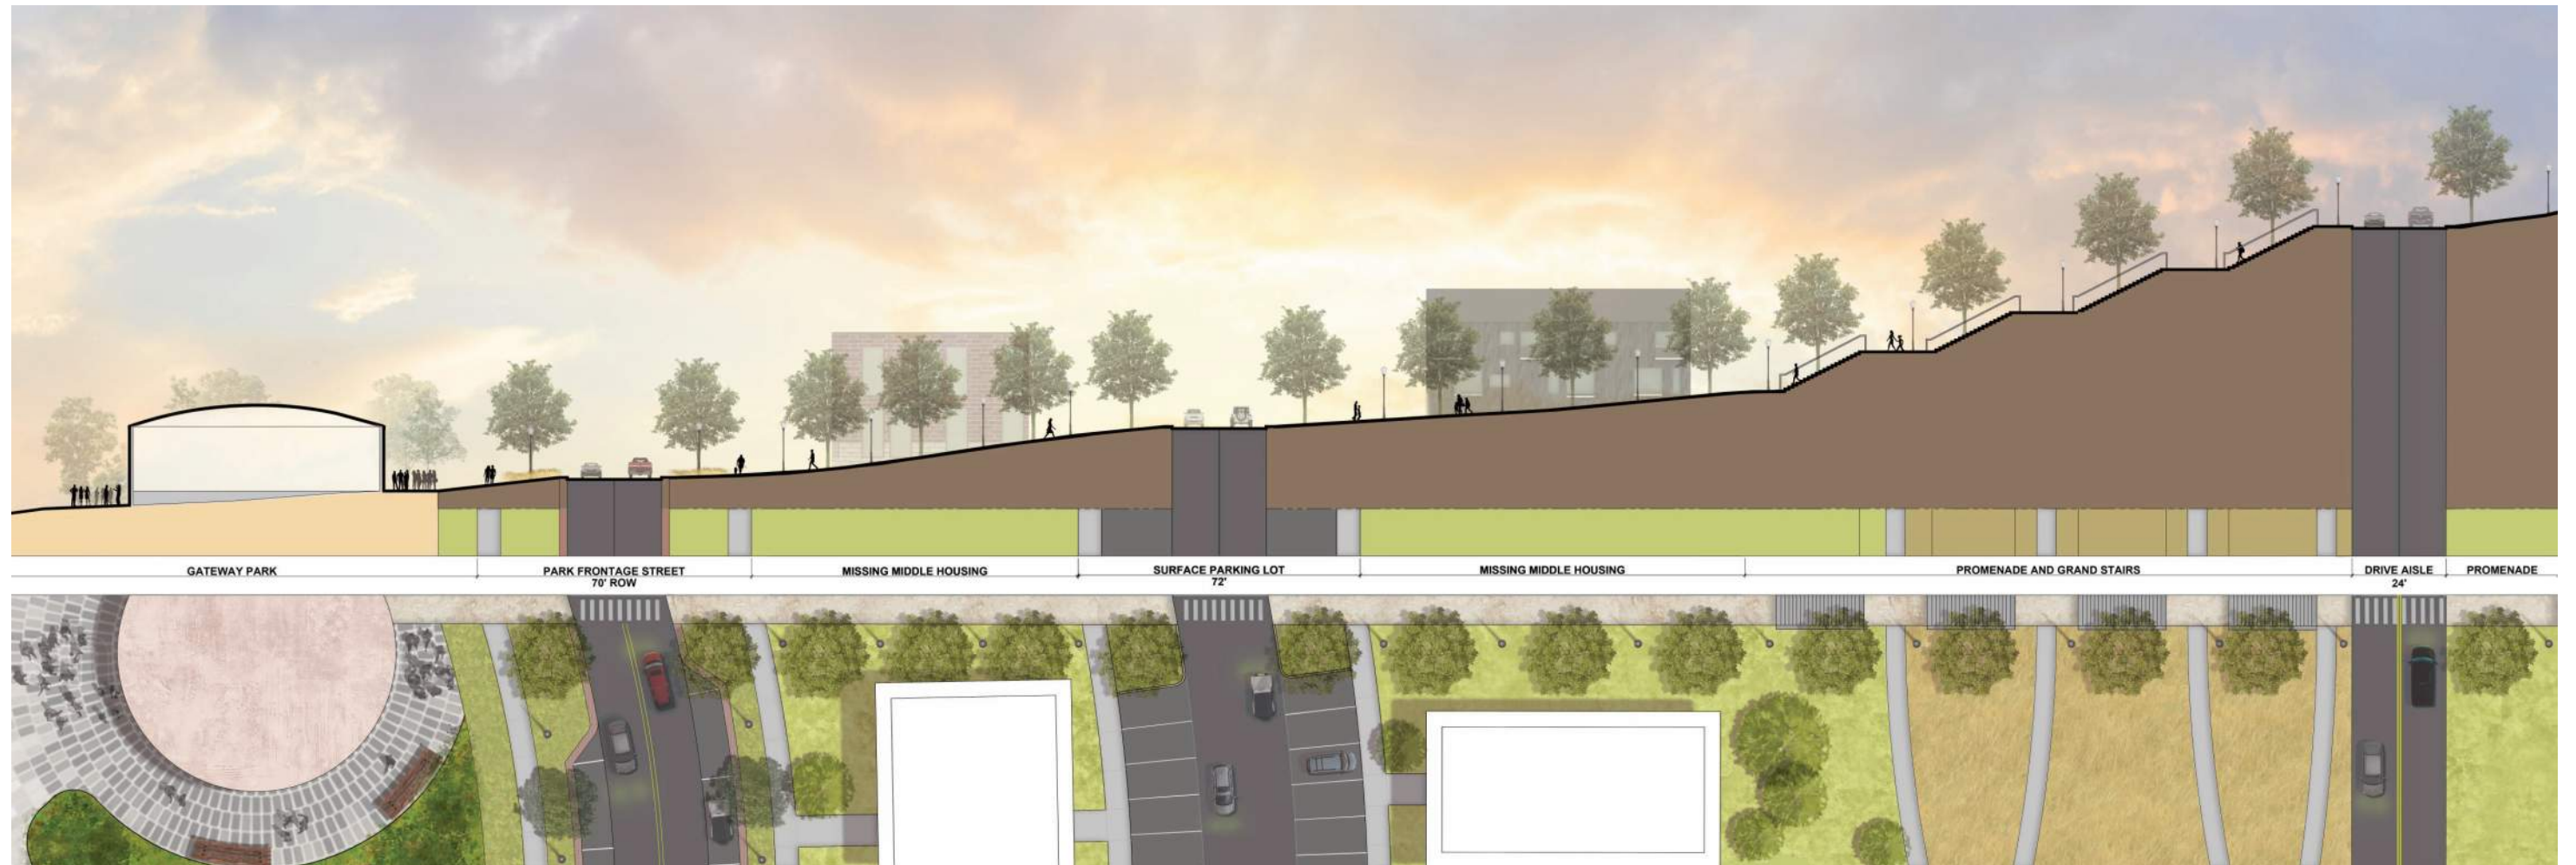 GATEWAY PARK
PARK FRONTAGE STREET
70' ROW
MISSING MIDDLE HOUSING
SURFACE PARKING LOT
72'
MISSING MIDDLE HOUSING
PROMENADE AND GRAND STAIRS
DRIVE AISLE
24'
PROMENADE